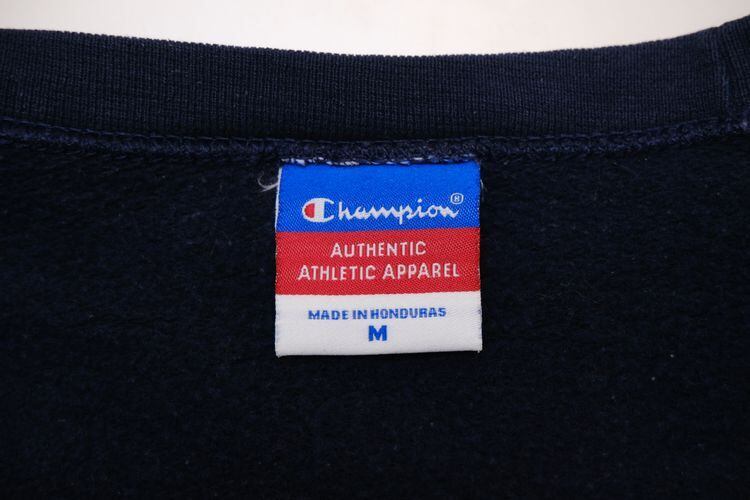 Champion®
AUTHENTIC
ATHLETIC APPAREL
MADE IN HONDURAS
M